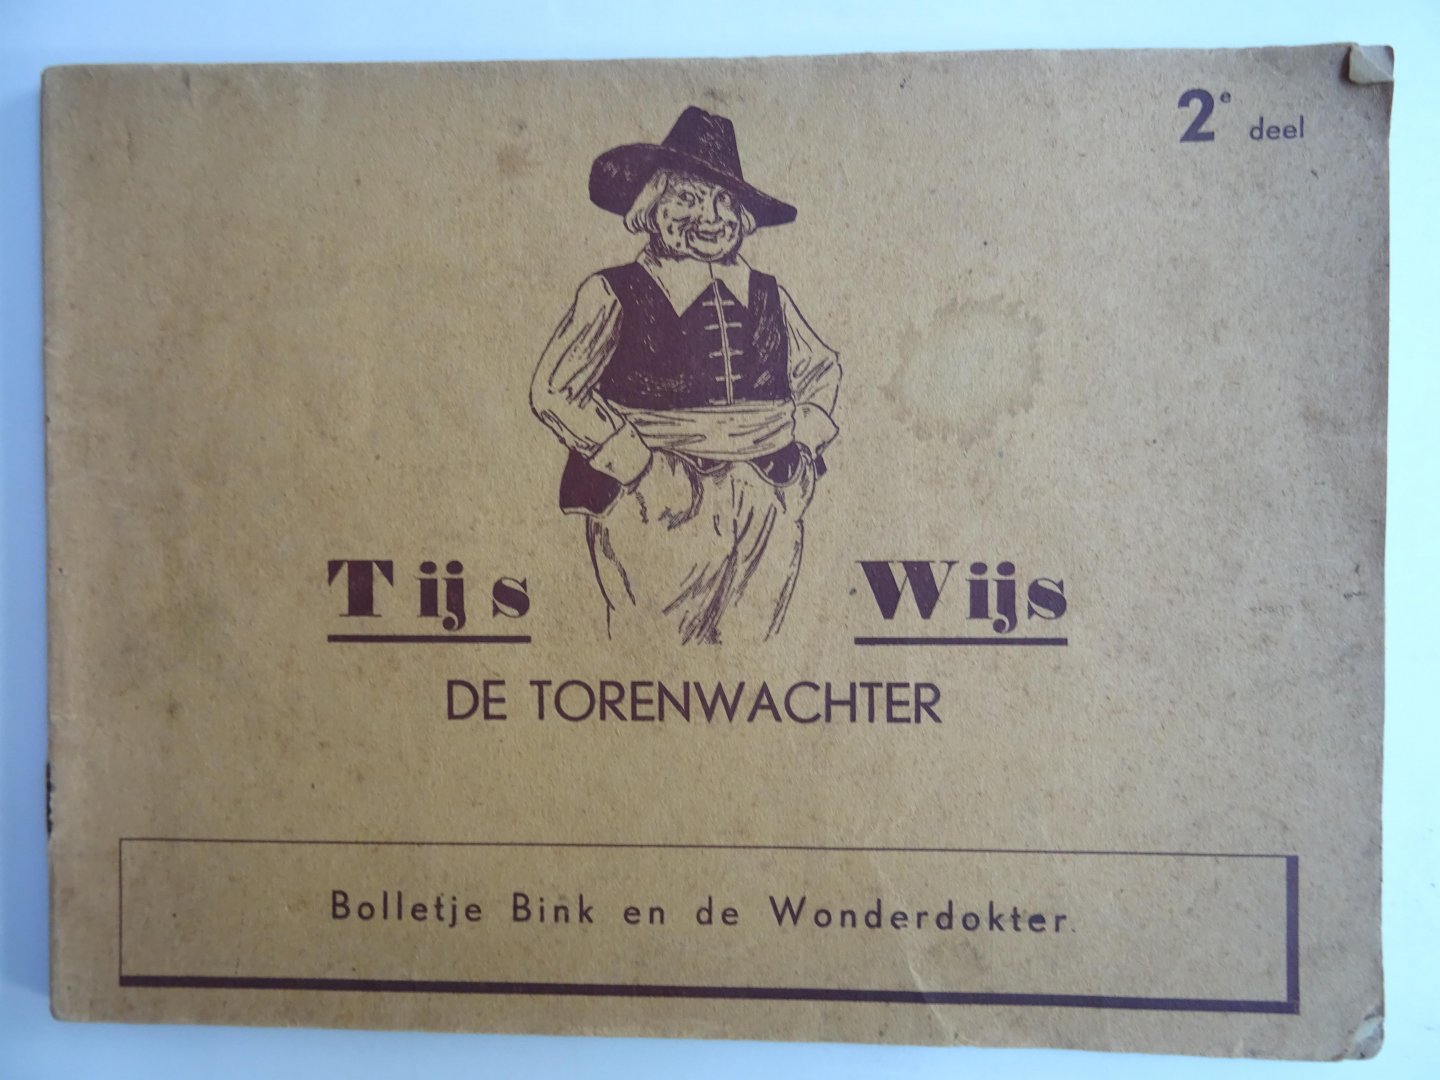 2e deel
Tijs Wijs
DE TORENWACHTER
Bolletje Bink en de Wonderdokter.